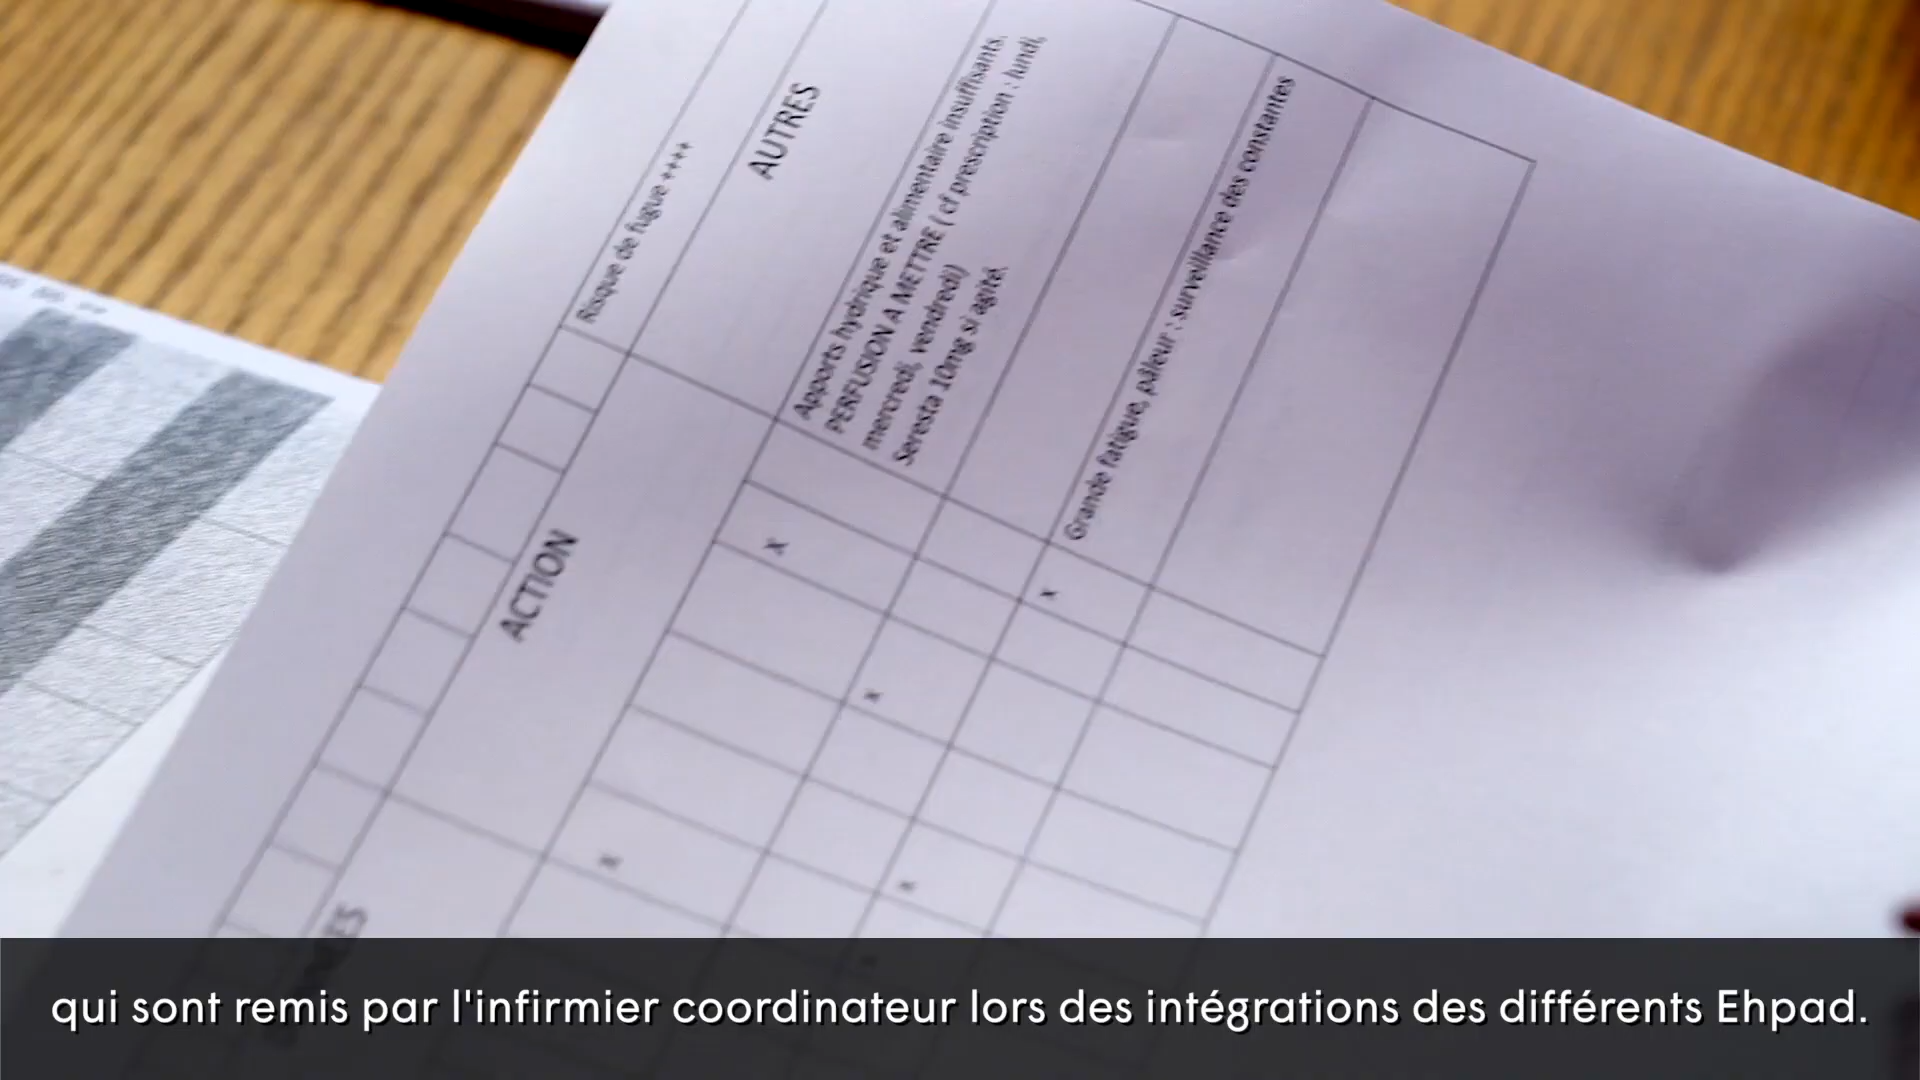 Risque de fugue ++++
ACTION
AUTRES
x
Apports hydrique et alimentaire insuffisants.
PERFUSION A METTRE ( cf prescription : lundi,
mercredi, vendredi)
Seresta 10mg si agité.
x
x
x
x
Grande fatigue, pâleur : surveillance des constantes
qui sont remis par l'infirmier coordinateur lors des intégrations des différents Ehpad.